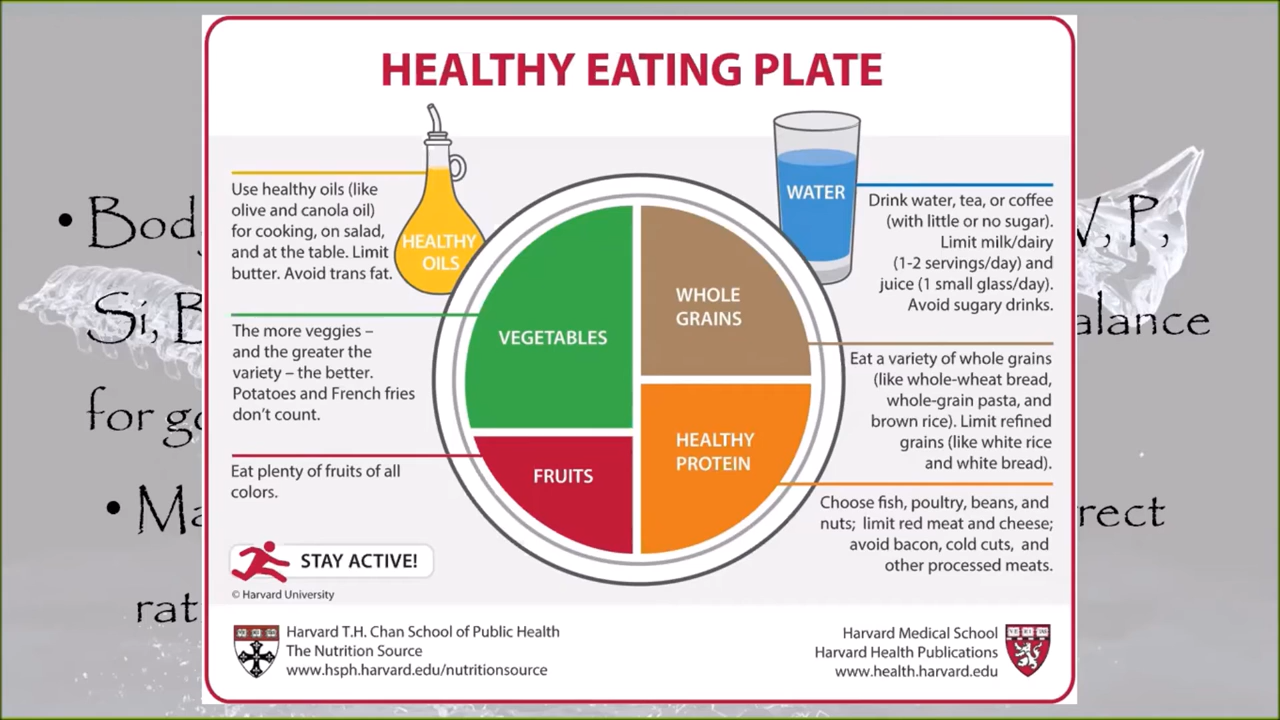 HEALTHY EATING PLATE
Use healthy oils (like
olive and canola oil)
for cooking, on salad,
and at the table. Limit
butter. Avoid trans fat.
HEALTHY
OILS
The more veggies –
and the greater the
variety – the better.
Potatoes and French fries
don't count.
Eat plenty of fruits of all
colors.
STAY ACTIVE!
© Harvard University
VEGETABLES
FRUITS
WHOLE
GRAINS
HEALTHY
PROTEIN
WATER
Drink water, tea, or coffee
(with little or no sugar).
Limit milk/dairy
(1-2 servings/day) and
juice (1 small glass/day).
Avoid sugary drinks.
Eat a variety of whole grains
(like whole-wheat bread,
whole-grain pasta, and
brown rice). Limit refined
grains (like white rice
and white bread).
Choose fish, poultry, beans, and
nuts; limit red meat and cheese;
avoid bacon, cold cuts, and
other processed meats.
Harvard T.H. Chan School of Public Health
The Nutrition Source
www.hsph.harvard.edu/nutritionsource
Harvard Medical School
Harvard Health Publications
www.health.harvard.edu
P,
Si,
for